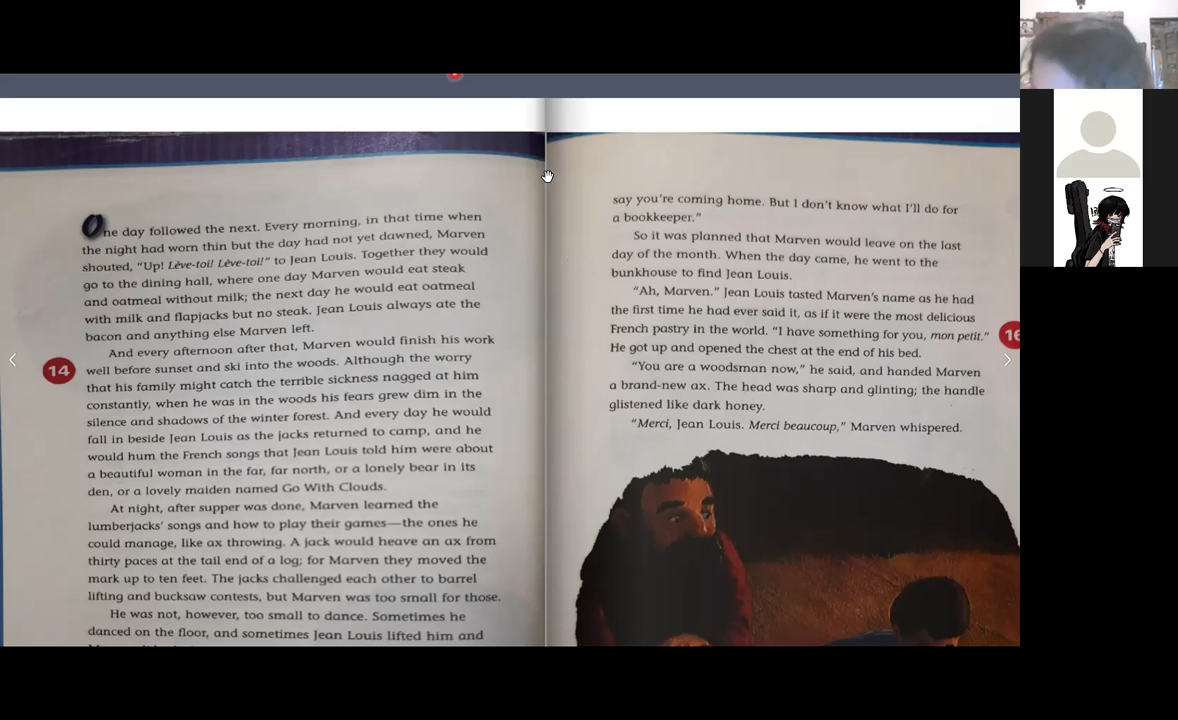 One day followed the next. Every morning, in that time when
the night had worn thin but the day had not yet dawned, Marven
shouted, “Up! Lève-toi! Lève-toi!” to Jean Louis. Together they would
go to the dining hall, where one day Marven would eat steak
and oatmeal without milk; the next day he would eat oatmeal
with milk and flapjacks but no steak. Jean Louis always ate the
bacon and anything else Marven left.
And every afternoon after that, Marven would finish his work
14
well before sunset and ski into the woods. Although the worry
that his family might catch the terrible sickness nagged at him
constantly, when he was in the woods his fears grew dim in the
silence and shadows of the winter forest. And every day he would
fall in beside Jean Louis as the jacks returned to camp, and he
would hum the French songs that Jean Louis told him were about
a beautiful woman in the far, far north, or a lonely bear in its
den, or a lovely maiden named Go With Clouds.
At night, after supper was done, Marven learned the
lumberjacks’ songs and how to play their games—the ones he
could manage, like ax throwing. A jack would heave an ax from
thirty paces at the tail end of a log; for Marven they moved the
mark up to ten feet. The jacks challenged each other to barrel
lifting and bucksaw contests, but Marven was too small for those.
He was not, however, too small to dance. Sometimes he
danced on the floor, and sometimes Jean Louis lifted him and
say you’re coming home. But I don’t know what I’ll do for
a bookkeeper.”
So it was planned that Marven would leave on the last
day of the month. When the day came, he went to the
bunkhouse to find Jean Louis.
“Ah, Marven.” Jean Louis tasted Marven’s name as he had
the first time he had ever said it, as if it were the most delicious
French pastry in the world. “I have something for you, mon petit.”
16
He got up and opened the chest at the end of his bed.
“You are a woodsman now,” he said, and handed Marven
a brand-new ax. The head was sharp and glinting; the handle
glistened like dark honey.
“Merci, Jean Louis. Merci beaucoup,” Marven whispered.